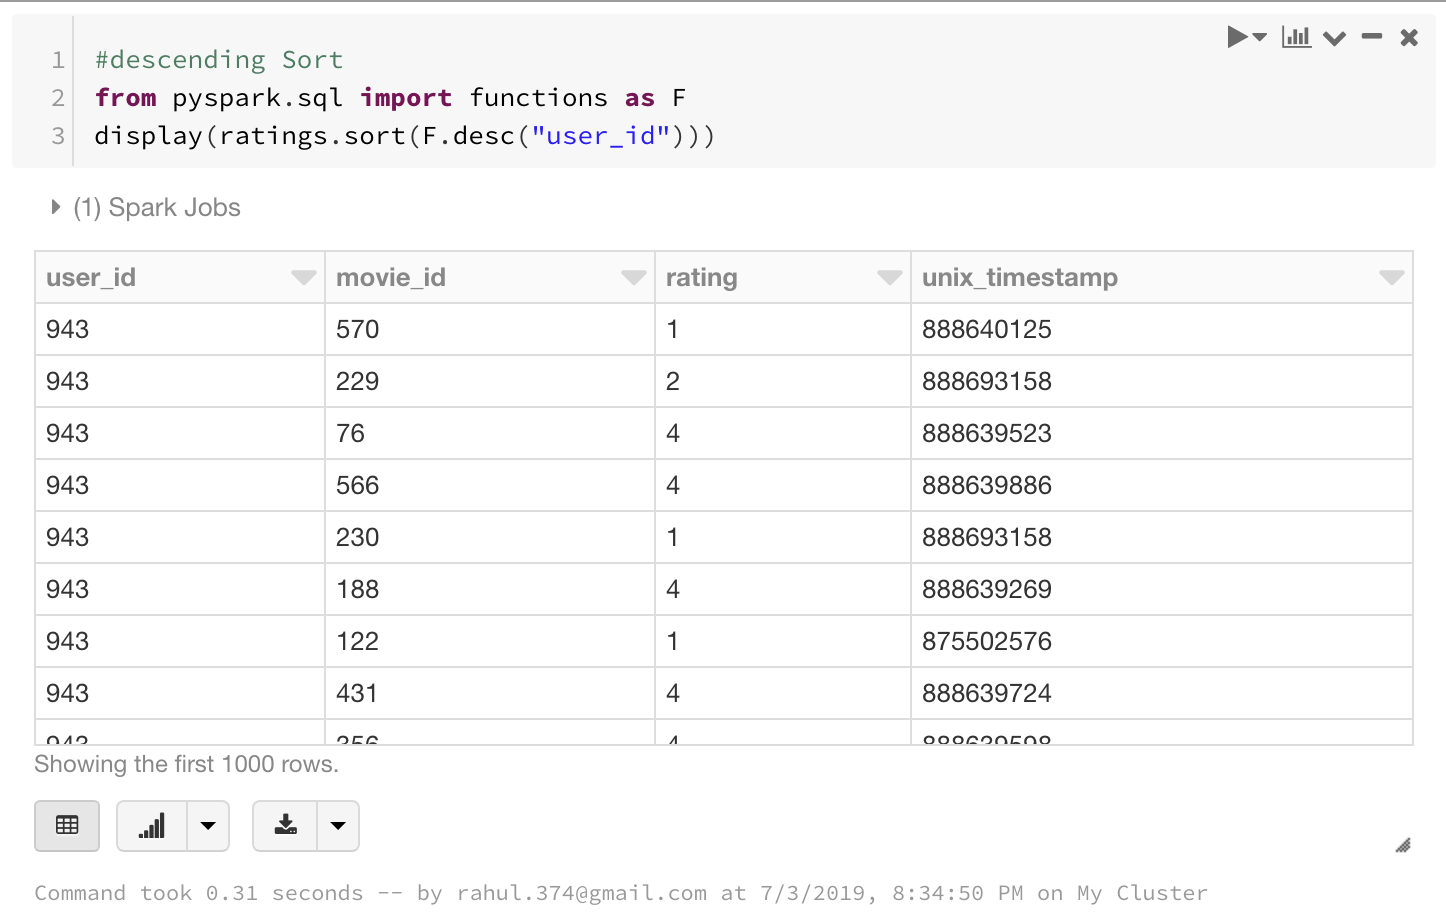 1 #descending Sort
2 from pyspark.sql import functions as F
3 display(ratings.sort(F.desc("user_id")))
(1) Spark Jobs
user_id movie_id rating unix_timestamp
943 570 1 888640125
943 229 2 888693158
943 76 4 888639523
943 566 4 888639886
943 230 1 888693158
943 188 4 888639269
943 122 1 875502576
943 431 4 888639724
943 356 4 888639598
Showing the first 1000 rows.
Command took 0.31 seconds -- by rahul.374@gmail.com at 7/3/2019, 8:34:50 PM on My Cluster